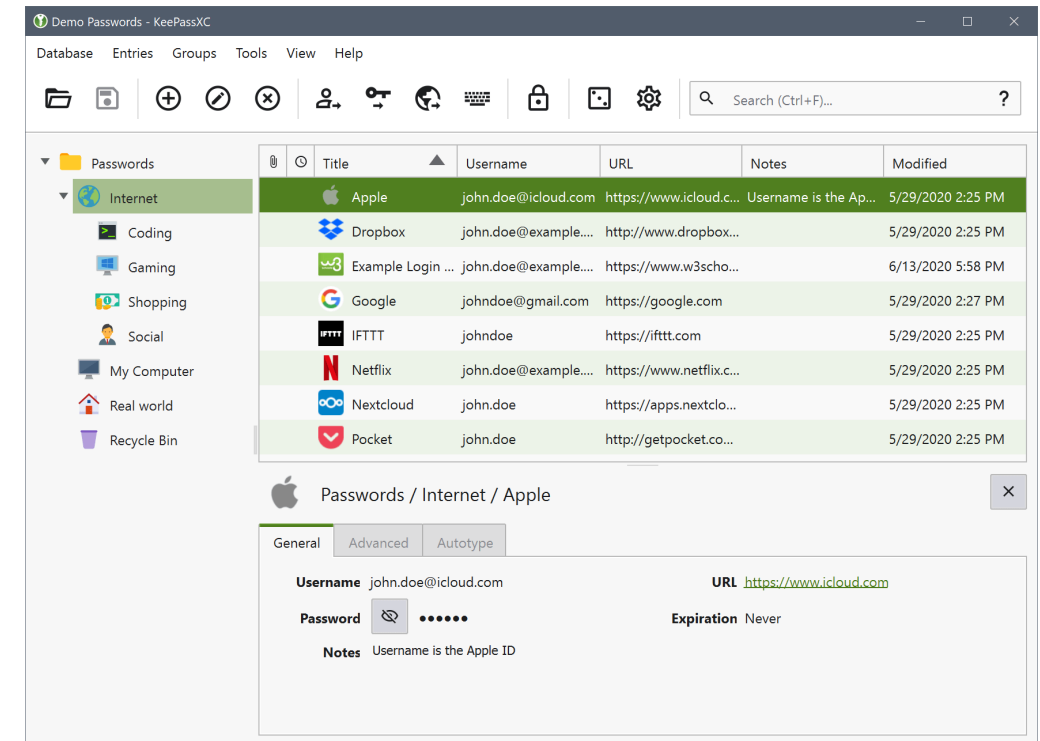 Demo Passwords - KeePassXC
Database Entries Groups Tools View Help
Search (Ctrl+F)... ?
Passwords
Internet
Coding
Gaming
Shopping
Social
My Computer
Real world
Recycle Bin
Title Username URL Notes Modified
Apple john.doe@icloud.com https://www.icloud.c... Username is the Ap... 5/29/2020 2:25 PM
Dropbox john.doe@example.... http://www.dropbox... 5/29/2020 2:25 PM
Example Login ... john.doe@example.... https://www.w3scho... 6/13/2020 5:58 PM
Google johndoe@gmail.com https://google.com 5/29/2020 2:27 PM
IFTTT IFTTT johndoe https://ifttt.com 5/29/2020 2:25 PM
Netflix john.doe@example.... https://www.netflix.c... 5/29/2020 2:25 PM
Nextcloud john.doe https://apps.nextclo... 5/29/2020 2:25 PM
Pocket john.doe http://getpocket.co... 5/29/2020 2:25 PM
Passwords / Internet / Apple
General Advanced Autotype
Username john.doe@icloud.com URL https://www.icloud.com
Password ●●●●●● Expiration Never
Notes Username is the Apple ID